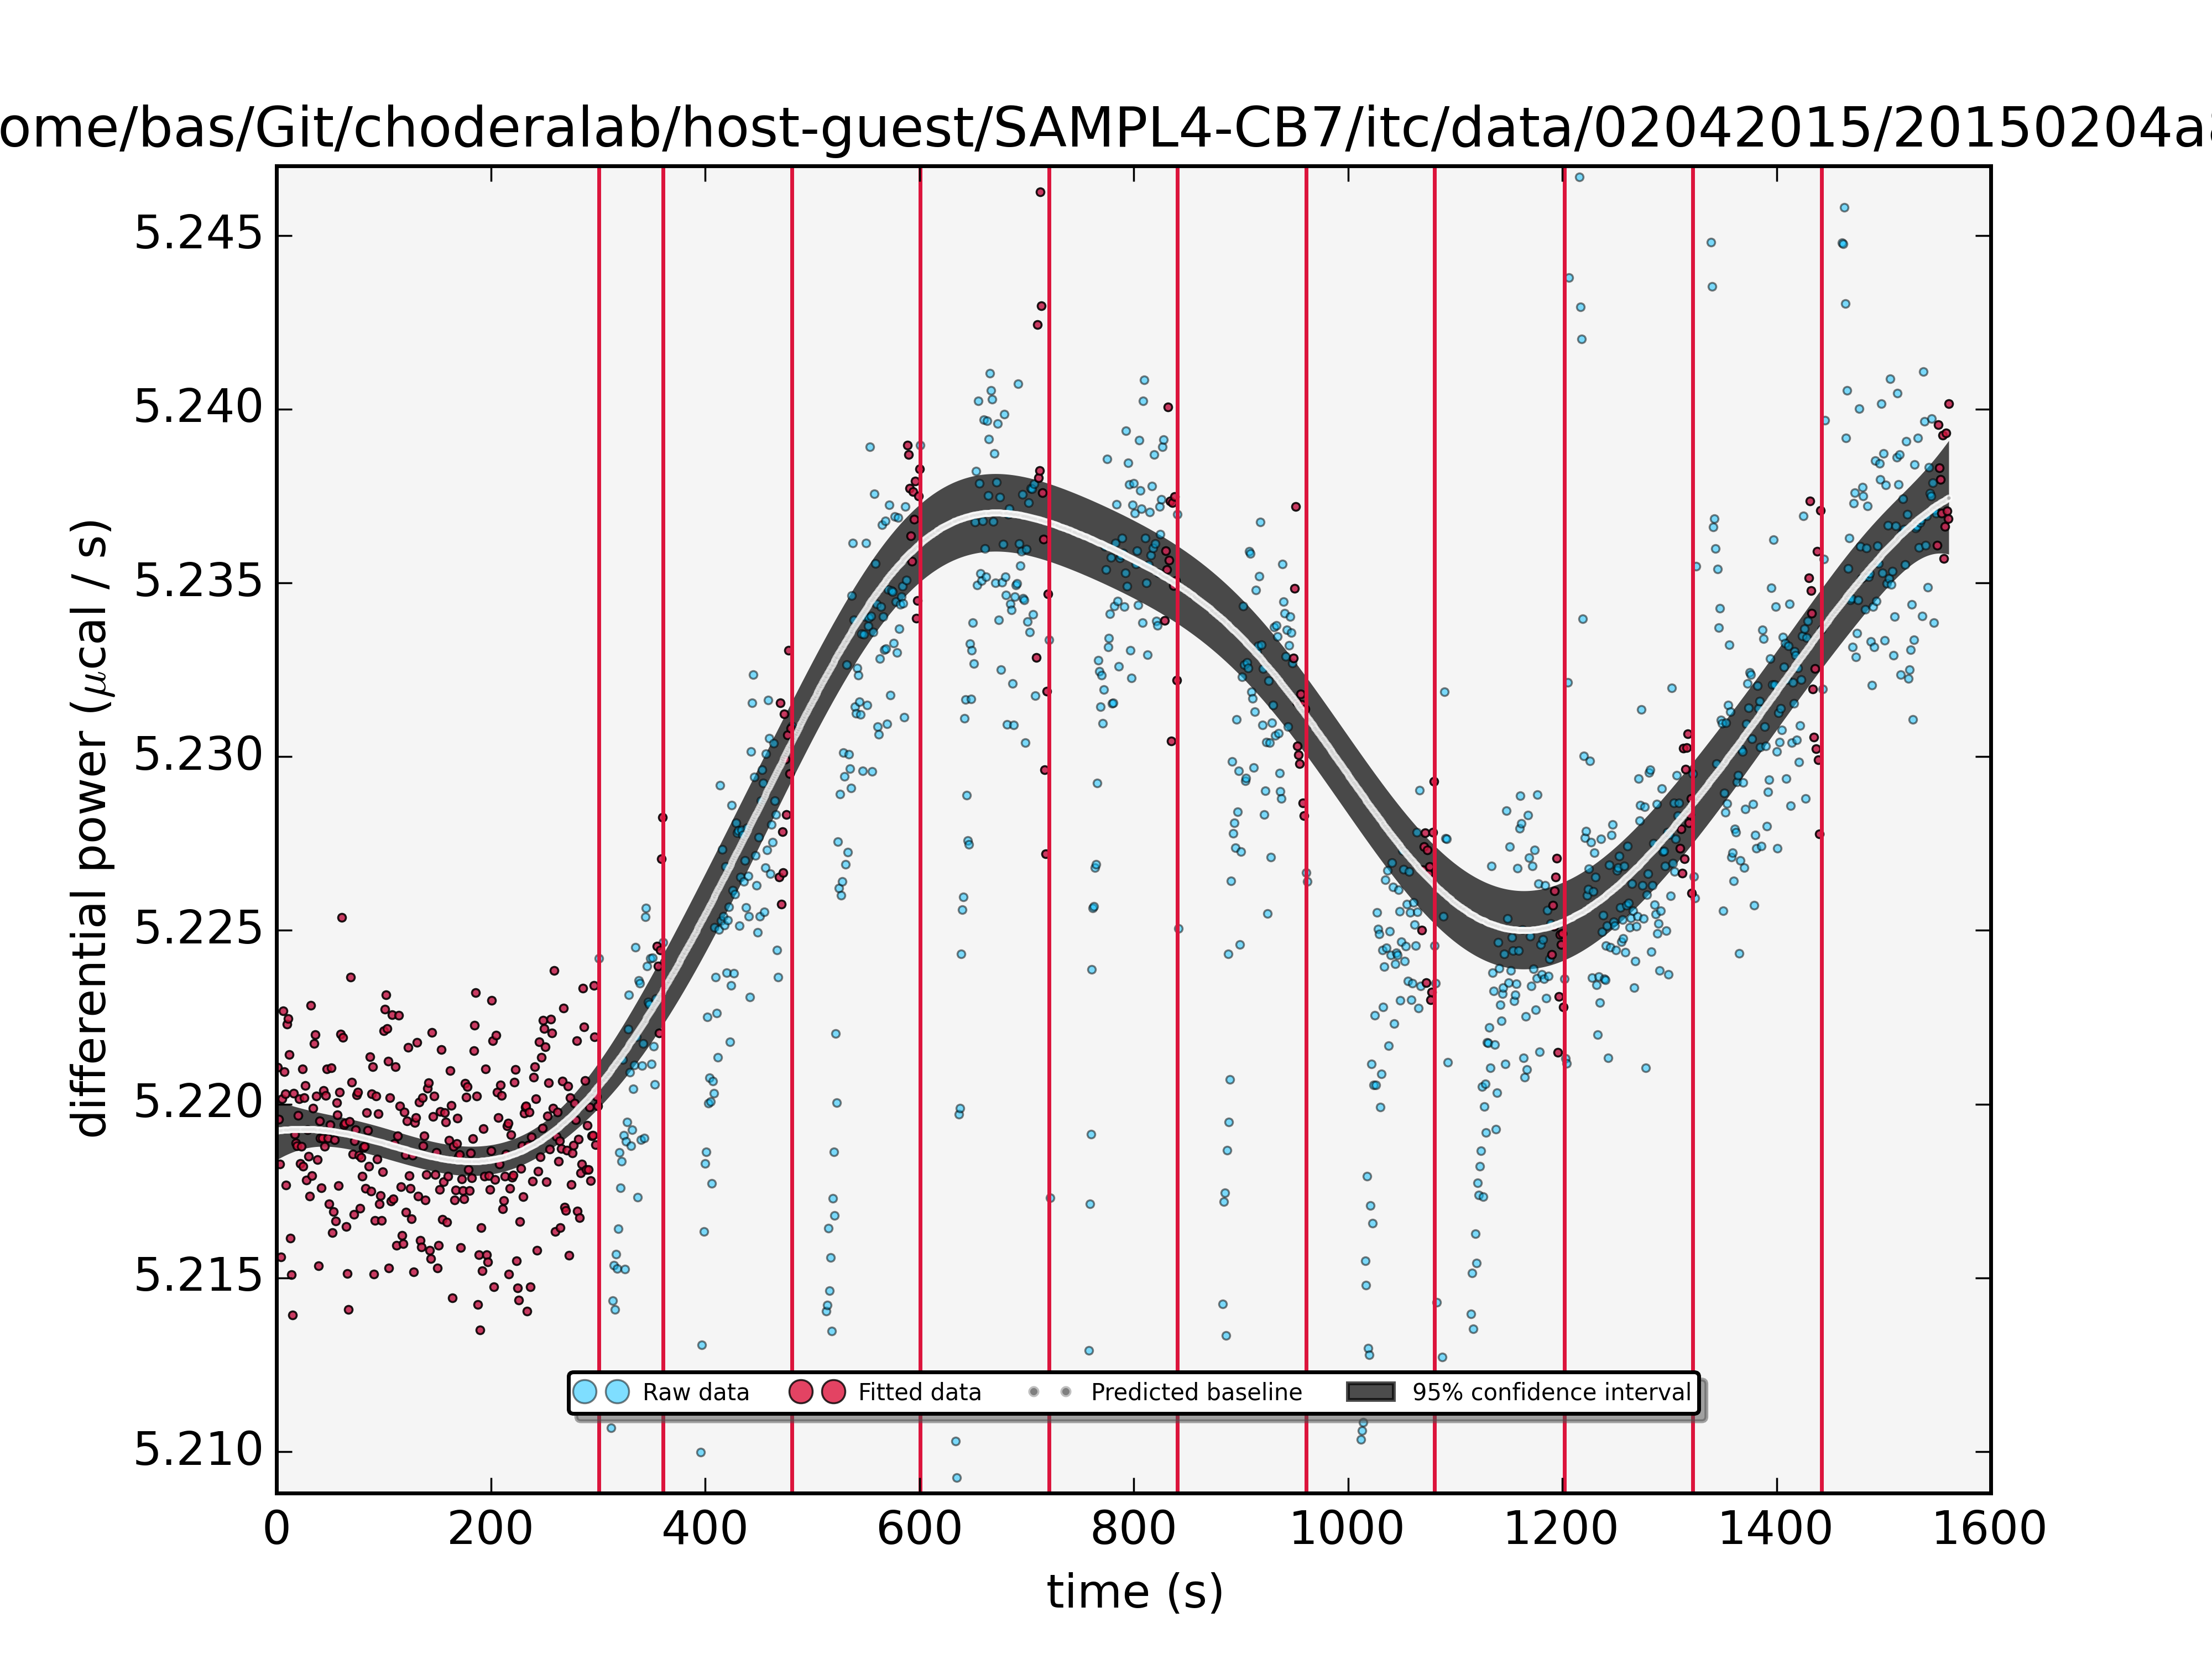 ome/bas/Git/choderalab/host-guest/SAMPL4-CB7/itc/data/02042015/20150204a
5.245
5.240
5.235
5.230
5.225
5.220
5.215
5.210
differential power (μcal / s)
Raw data Fitted data Predicted baseline 95% confidence interval
0 200 400 600 800 1000 1200 1400 1600
time (s)